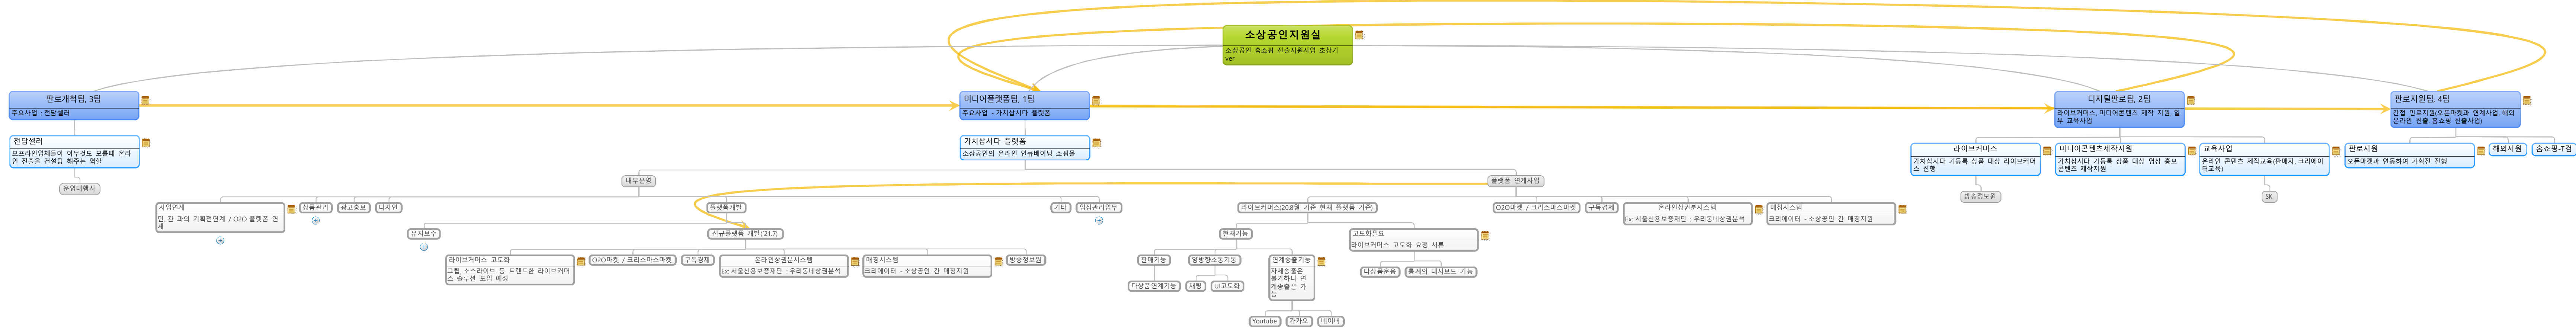 소상공인지원실
소상공인 홈쇼핑 진출지원사업 초창기
ver
판로개척팀, 3팀
주요사업 : 전담셀러
미디어플랫폼팀, 1팀
주요사업 - 가치삽시다 플랫폼
디지털판로팀, 2팀
라이브커머스, 미디어콘텐츠 제작 지원, 일
부 교육사업
판로지원팀, 4팀
간접 판로지원(오픈마켓과 연계사업, 해외
온라인 진출, 홈쇼핑 진출사업)
전담셀러
오프라인업체들이 아무것도 모를때 온라
인 진출을 컨설팅 해주는 역할
운영대행사
가치삽시다 플랫폼
소상공인의 온라인 인큐베이팅 쇼핑몰
라이브커머스
가치삽시다 기등록 상품 대상 라이브커머
스 진행
방송정보원
미디어콘텐츠제작지원
가치삽시다 기등록 상품 대상 영상 홍보
콘텐츠 제작지원
교육사업
온라인 콘텐츠 제작교육(판매자, 크리에이
터교육)
SK
판로지원
오픈마켓과 연동하여 기획전 진행
해외지원
홈쇼핑-T컴
내부운영
플랫폼 연계사업
사업연계
민, 관 과의 기획전연계 / O2O 플랫폼 연
계
상품관리
광고홍보
디자인
플랫폼개발
기타
입점관리업무
라이브커머스(20.8월 기준 현재 플랫폼 기준)
O2O마켓 / 크리스마스마켓
구독경제
온라인상권분시스템
Ex: 서울신용보증재단 : 우리동네상권분석
매칭시스템
크리에이터 - 소상공인 간 매칭지원
유지보수
신규플랫폼 개발('21.7)
현재기능
고도화필요
라이브커머스 고도화 요청 서류
라이브커머스 고도화
그립, 소스라이브 등 트렌드한 라이브커머
스 솔루션 도입 예정
O2O마켓 / 크리스마스마켓
구독경제
온라인상권분시스템
Ex: 서울신용보증재단 : 우리동네상권분석
매칭시스템
크리에이터 - 소상공인 간 매칭지원
방송정보원
판매기능
양방형소통기통
연계송출기능
자체송출은
불가하나 연
계송출은 가
능
다상품운용
통계의 대시보드 기능
다상품연계기능
채팅
UI고도화
Youtube
카카오
네이버